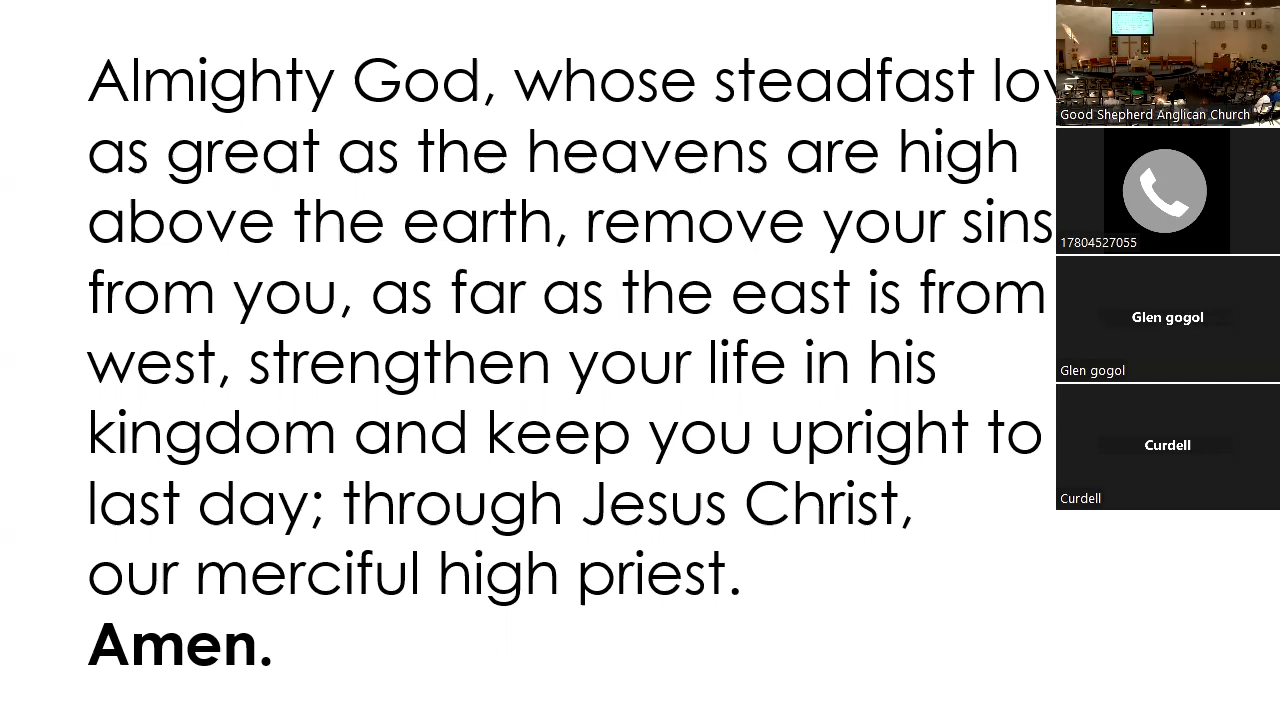 Almighty God, whose steadfast lov
as great as the heavens are high
above the earth, remove your sins
from you, as far as the east is from
west, strengthen your life in his
kingdom and keep you upright to
last day; through Jesus Christ,
our merciful high priest.
Amen.
Good Shepherd Anglican Church
17804527055
Glen gogol
Glen gogol
Curdell
Curdell